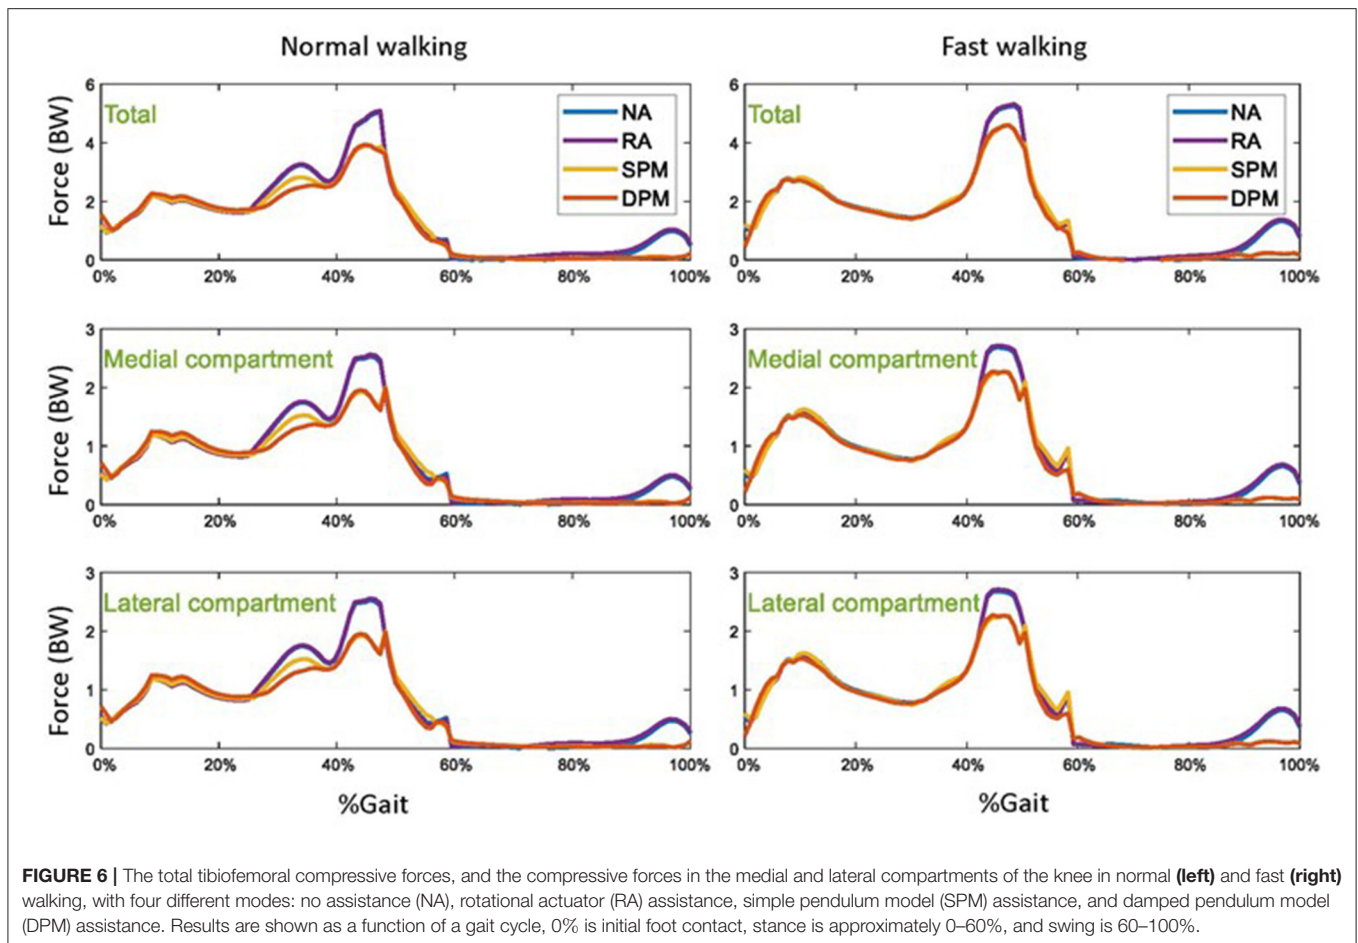 Normal walking
Fast walking
Force (BW)
6
4
2
0
Total
NA
RA
SPM
DPM
0% 20% 40% 60% 80% 100%
6
4
2
0
Total
NA
RA
SPM
DPM
0% 20% 40% 60% 80% 100%
Force (BW)
3
2
1
0
Medial compartment
0% 20% 40% 60% 80% 100%
3
2
1
0
Medial compartment
0% 20% 40% 60% 80% 100%
Force (BW)
3
2
1
0
Lateral compartment
0% 20% 40% 60% 80% 100%
%Gait
3
2
1
0
Lateral compartment
0% 20% 40% 60% 80% 100%
%Gait
FIGURE 6 | The total tibiofemoral compressive forces, and the compressive forces in the medial and lateral compartments of the knee in normal (left) and fast (right)
walking, with four different modes: no assistance (NA), rotational actuator (RA) assistance, simple pendulum model (SPM) assistance, and damped pendulum model
(DPM) assistance. Results are shown as a function of a gait cycle, 0% is initial foot contact, stance is approximately 0–60%, and swing is 60–100%.